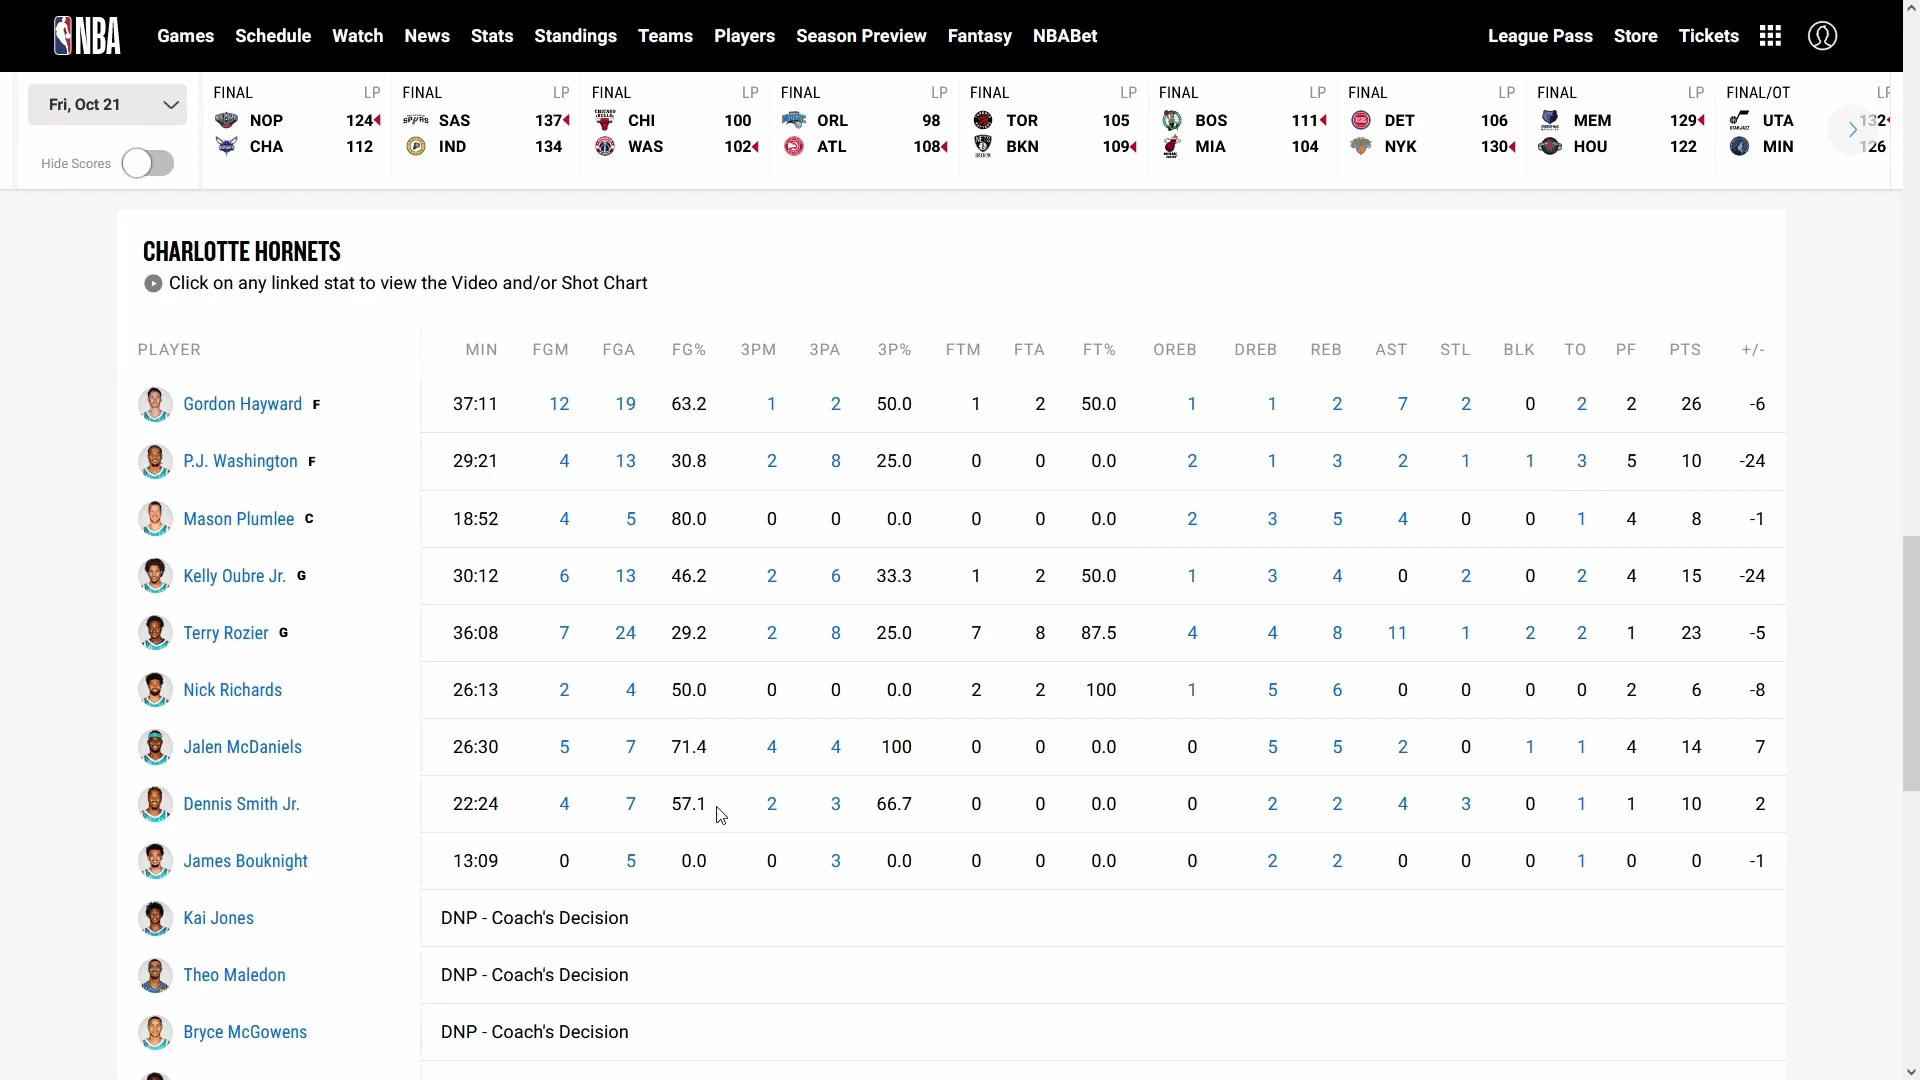 NBA Games Schedule Watch News Stats Standings Teams Players Season Preview Fantasy NBABet League Pass Store Tickets
Fri, Oct 21
Hide Scores
FINAL LP
NOP 124
CHA 112
FINAL LP
SAS 137
IND 134
FINAL LP
CHI 100
WAS 102
FINAL LP
ORL 98
ATL 108
FINAL LP
TOR 105
BKN 109
FINAL LP
BOS 111
MIA 104
FINAL LP
DET 106
NYK 130
FINAL LP
MEM 129
HOU 122
FINAL/OT LP
UTA 132
MIN 126
CHARLOTTE HORNETS
Click on any linked stat to view the Video and/or Shot Chart
PLAYER MIN FGM FGA FG% 3PM 3PA 3P% FTM FTA FT% OREB DREB REB AST STL BLK TO PF PTS +/-
Gordon Hayward F 37:11 12 19 63.2 1 2 50.0 1 2 50.0 1 1 2 7 2 0 2 2 26 -6
P.J. Washington F 29:21 4 13 30.8 2 8 25.0 0 0 0.0 2 1 3 2 1 1 3 5 10 -24
Mason Plumlee C 18:52 4 5 80.0 0 0 0.0 0 0 0.0 2 3 5 4 0 0 1 4 8 -1
Kelly Oubre Jr. G 30:12 6 13 46.2 2 6 33.3 1 2 50.0 1 3 4 0 2 0 2 4 15 -24
Terry Rozier G 36:08 7 24 29.2 2 8 25.0 7 8 87.5 4 4 8 11 1 2 2 1 23 -5
Nick Richards 26:13 2 4 50.0 0 0 0.0 2 2 100 1 5 6 0 0 0 0 2 6 -8
Jalen McDaniels 26:30 5 7 71.4 4 4 100 0 0 0.0 0 5 5 2 0 1 1 4 14 7
Dennis Smith Jr. 22:24 4 7 57.1 2 3 66.7 0 0 0.0 0 2 2 4 3 0 1 1 10 2
James Bouknight 13:09 0 5 0.0 0 3 0.0 0 0 0.0 0 2 2 0 0 0 1 0 0 -1
Kai Jones DNP - Coach's Decision
Theo Maledon DNP - Coach's Decision
Bryce McGowens DNP - Coach's Decision